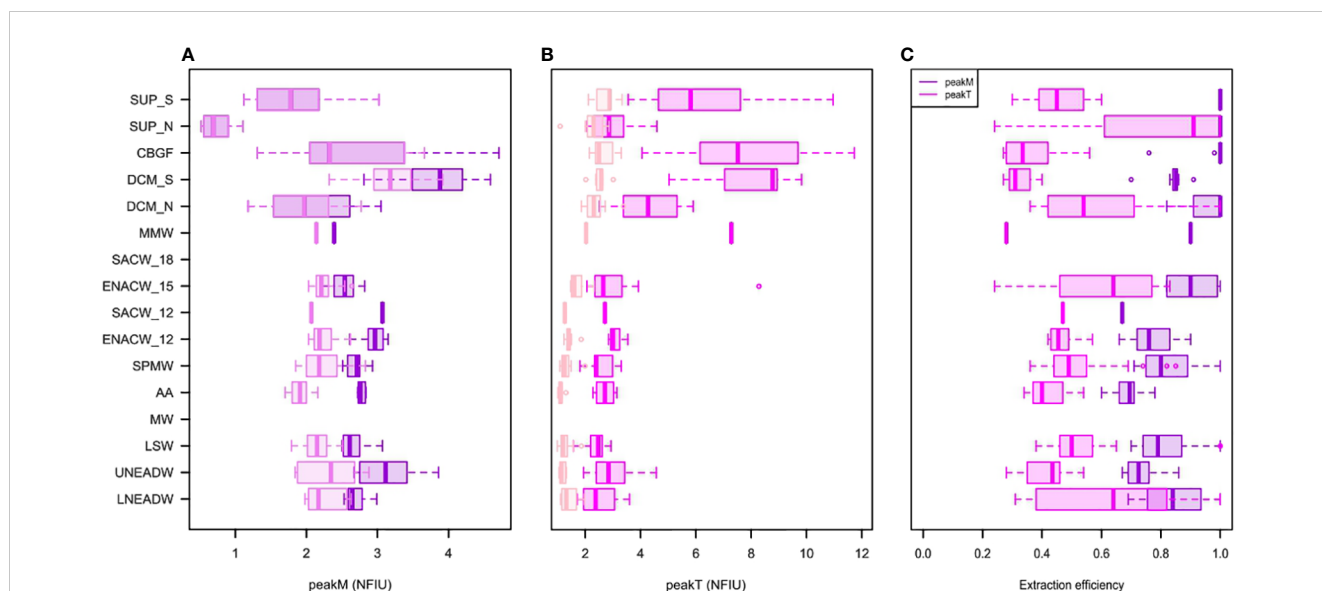 A
B
C
SUP_S
SUP_N
CBGF
DCM_S
DCM_N
MMW
SACW_18
ENACW_15
SACW_12
ENACW_12
SPMW
AA
MW
LSW
UNEADW
LNEADW
1 2 3 4
peakM (NFIU)
2 4 6 8 10 12
peakT (NFIU)
peakM
peakT
0.0 0.2 0.4 0.6 0.8 1.0
Extraction efficiency